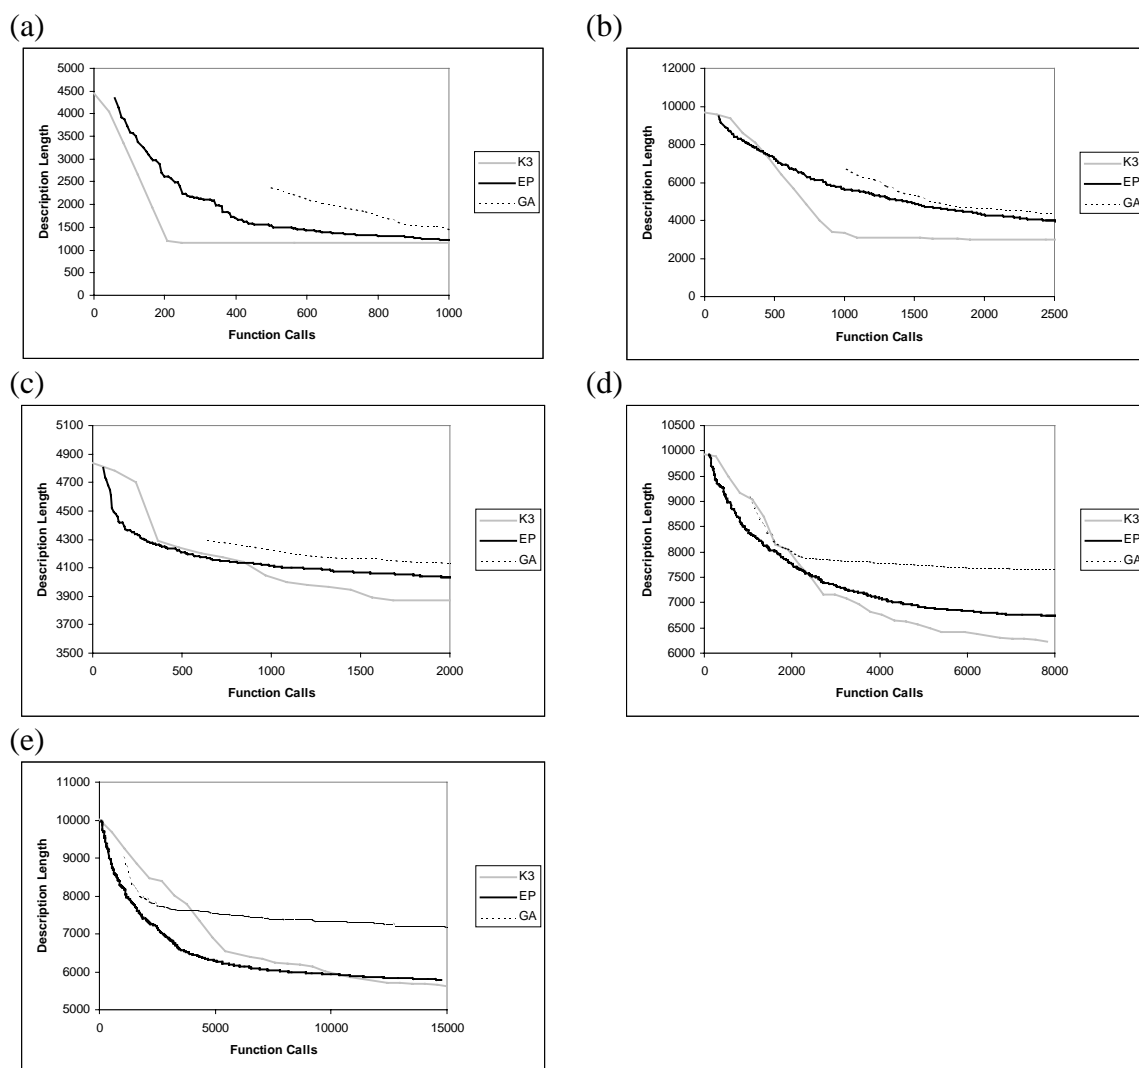 (a)
Description Length
5000
4500
4000
3500
3000
2500
2000
1500
1000
500
0
0 200 400 600 800 1000
Function Calls
K3
EP
GA
(b)
Description Length
12000
10000
8000
6000
4000
2000
0
0 500 1000 1500 2000 2500
Function Calls
K3
EP
GA
(c)
Description Length
5100
4900
4700
4500
4300
4100
3900
3700
3500
0 500 1000 1500 2000
Function Calls
K3
EP
GA
(d)
Description Length
10500
10000
9500
9000
8500
8000
7500
7000
6500
6000
0 2000 4000 6000 8000
Function Calls
K3
EP
GA
(e)
Description Length
11000
10000
9000
8000
7000
6000
5000
0 5000 10000 15000
Function Calls
K3
EP
GA